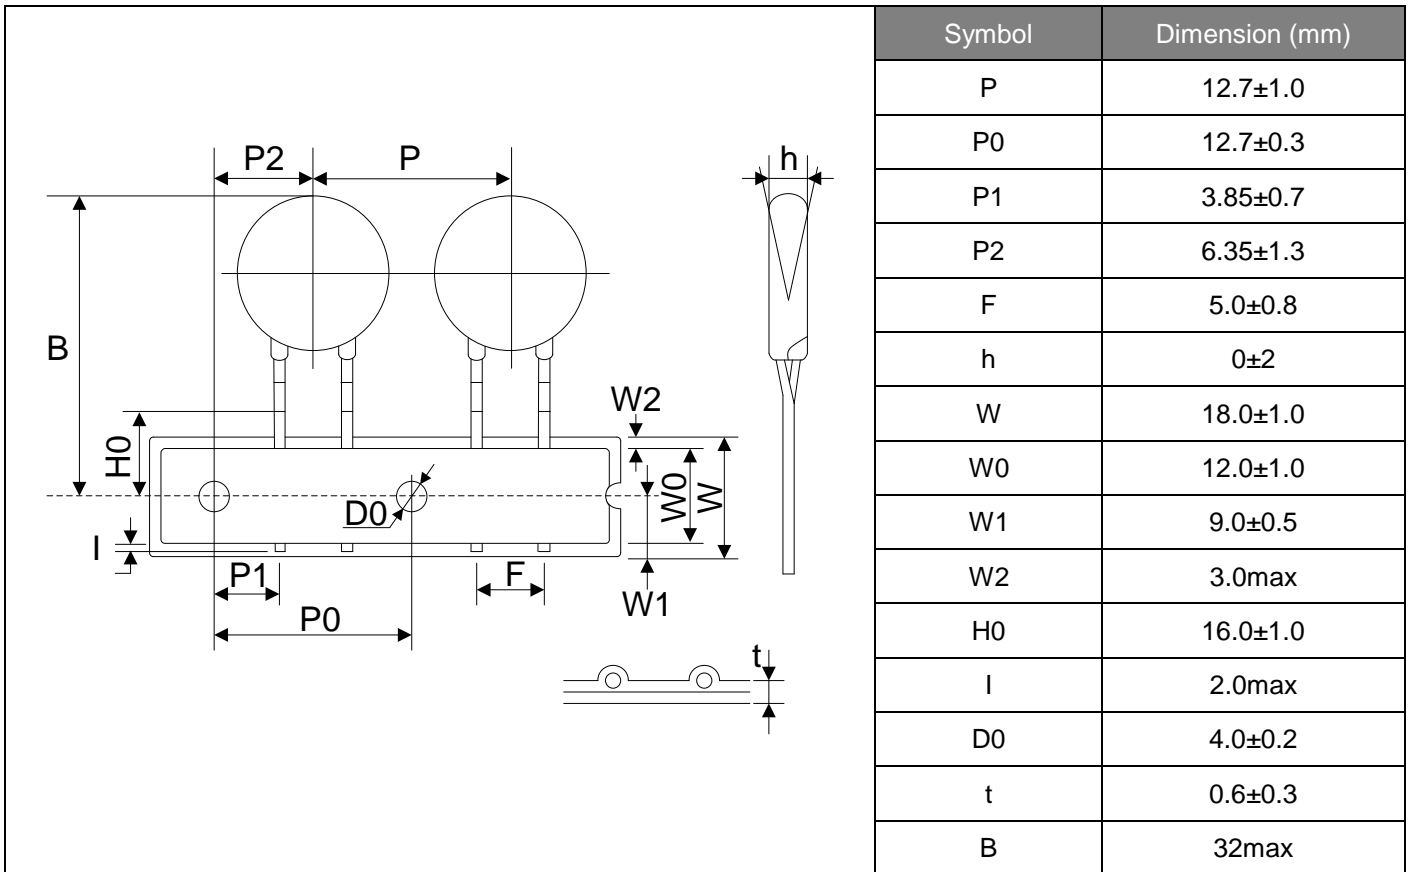 P2
P
h
B
W2
H0
W0
W
D0
I
P1
F
W1
P0
t
Symbol Dimension (mm)
P 12.7±1.0
P0 12.7±0.3
P1 3.85±0.7
P2 6.35±1.3
F 5.0±0.8
h 0±2
W 18.0±1.0
W0 12.0±1.0
W1 9.0±0.5
W2 3.0max
H0 16.0±1.0
I 2.0max
D0 4.0±0.2
t 0.6±0.3
B 32max